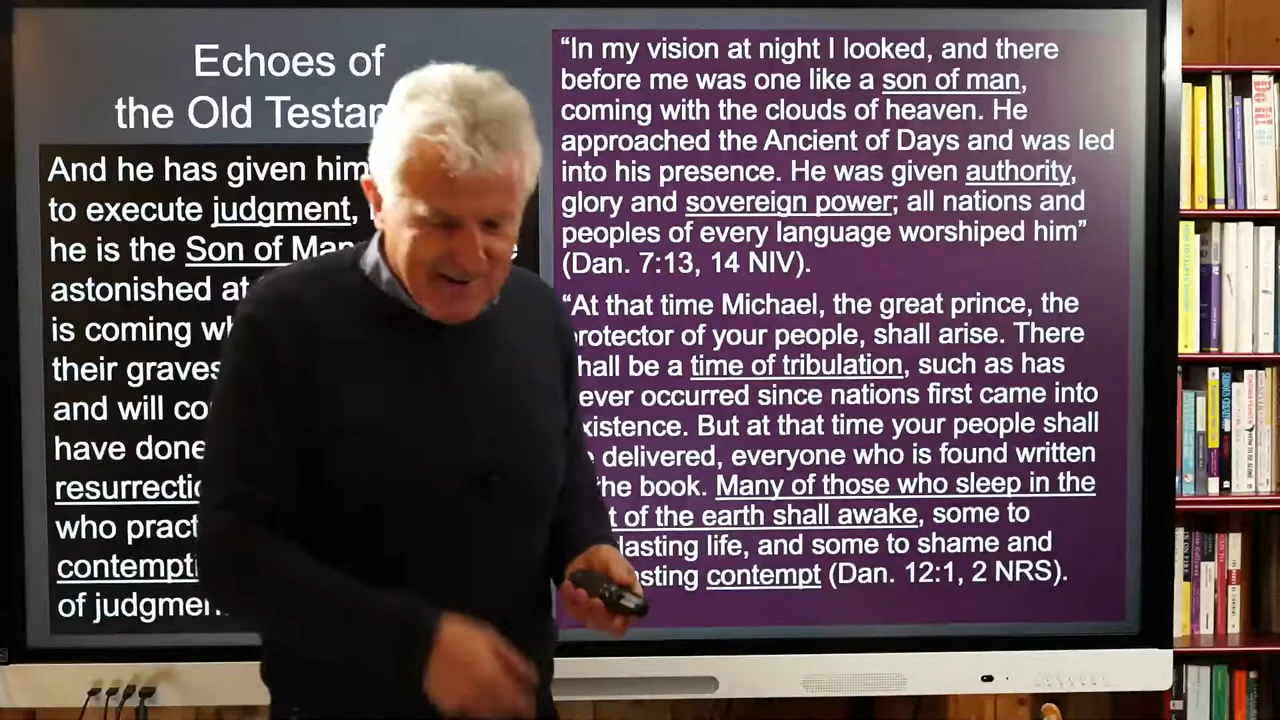 Echoes of
the Old Testam
And he has given him
to execute judgment,
he is the Son of Man
astonished at
is coming wh
their graves
and will co
have done
resurrectio
who pract
contempt
of judgmen
“In my vision at night I looked, and there
before me was one like a son of man,
coming with the clouds of heaven. He
approached the Ancient of Days and was led
into his presence. He was given authority,
glory and sovereign power; all nations and
peoples of every language worshiped him”
(Dan. 7:13, 14 NIV).
“At that time Michael, the great prince, the
protector of your people, shall arise. There
hall be a time of tribulation, such as has
ever occurred since nations first came into
xistence. But at that time your people shall
delivered, everyone who is found written
he book. Many of those who sleep in the
t of the earth shall awake, some to
lasting life, and some to shame and
asting contempt (Dan. 12:1, 2 NRS).